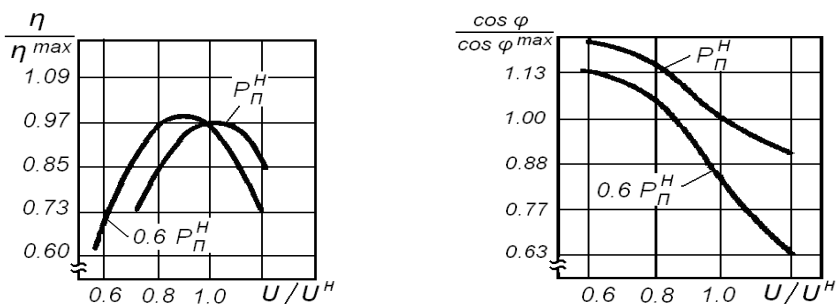 η / η max
1.09
0.97
0.85
0.73
0.60
P П Н
0.6 P П Н
0.6 0.8 1.0 U / U Н
cos φ / cos φ max
1.13
1.00
0.88
0.77
0.63
P П Н
0.6 P П Н
0.6 0.8 1.0 U / U Н